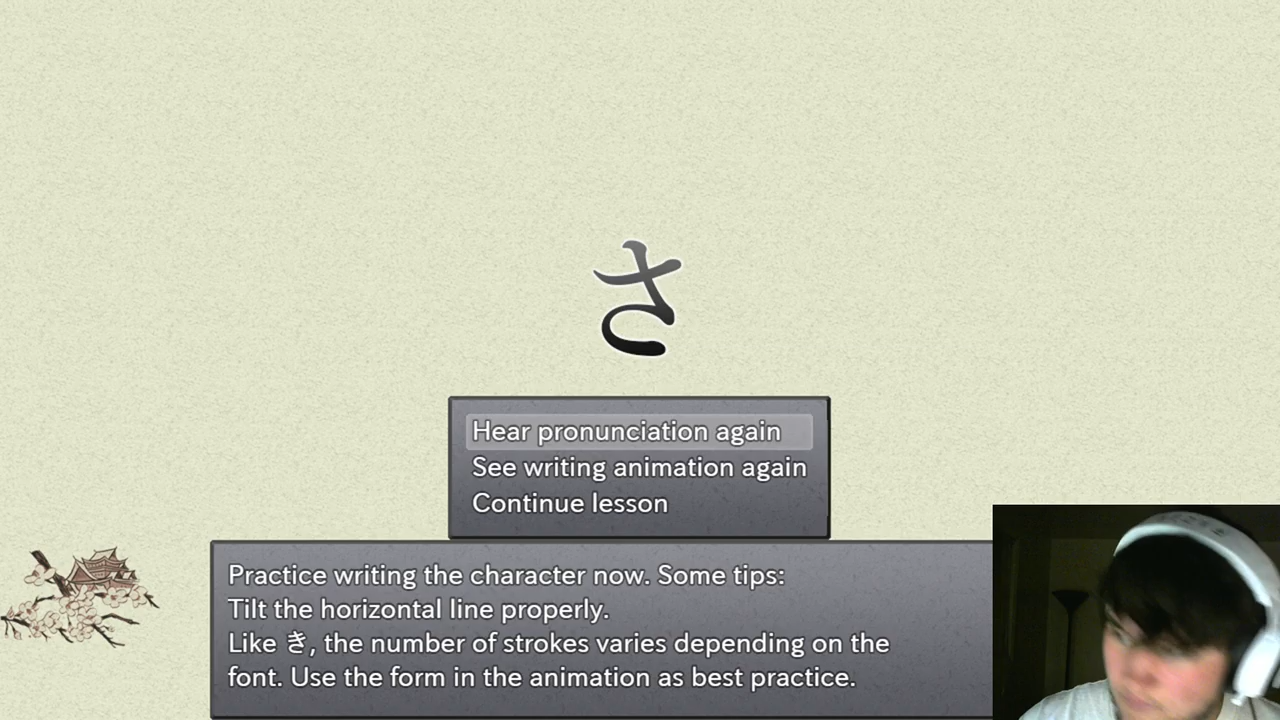 さ
Hear pronunciation again
See writing animation again
Continue lesson
Practice writing the character now. Some tips:
Tilt the horizontal line properly.
Like き, the number of strokes varies depending on the
font. Use the form in the animation as best practice.